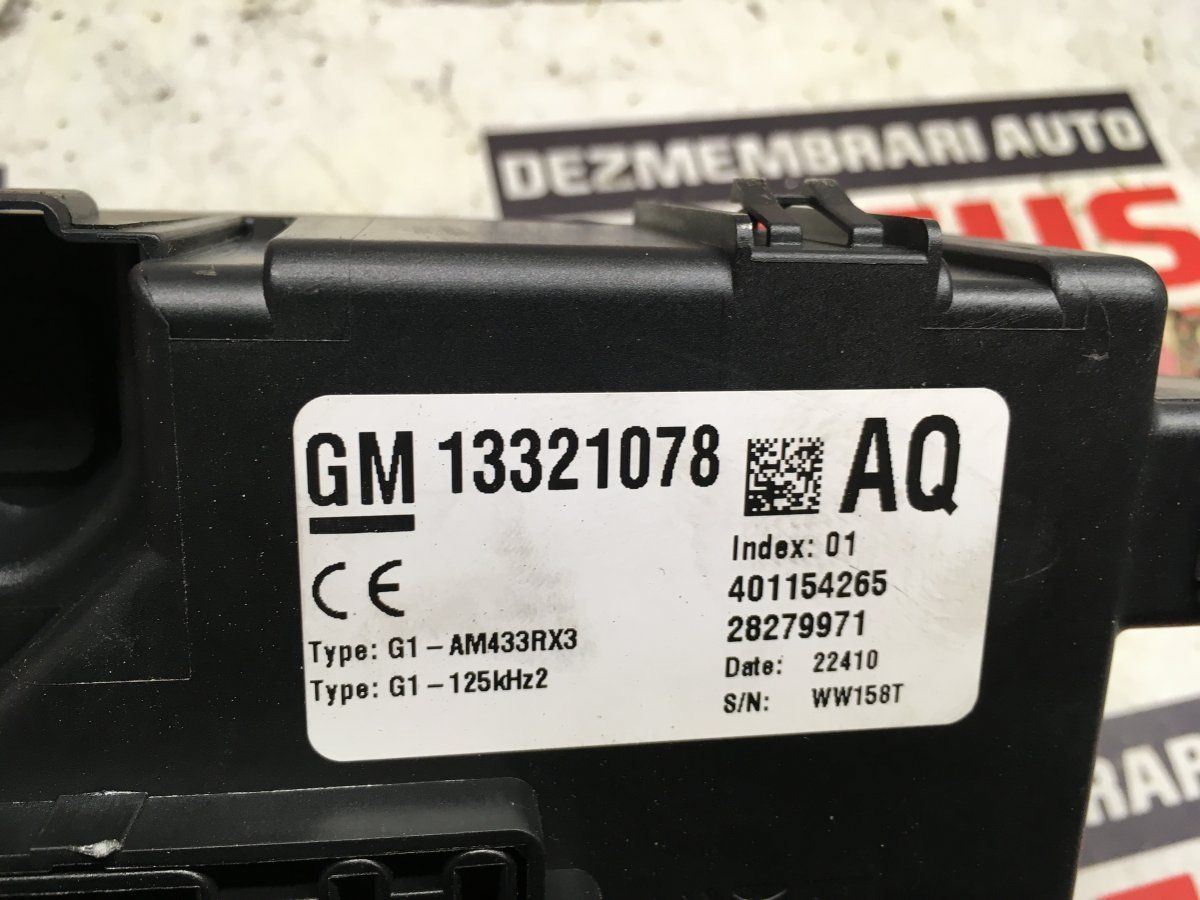 DEZMEMBRARI AUTO
GM 13321078 AQ
Index: 01
401154265
28279971
Date: 22410
S/N: WW158T
CE
Type: G1-AM433RX3
Type: G1-125kHz2